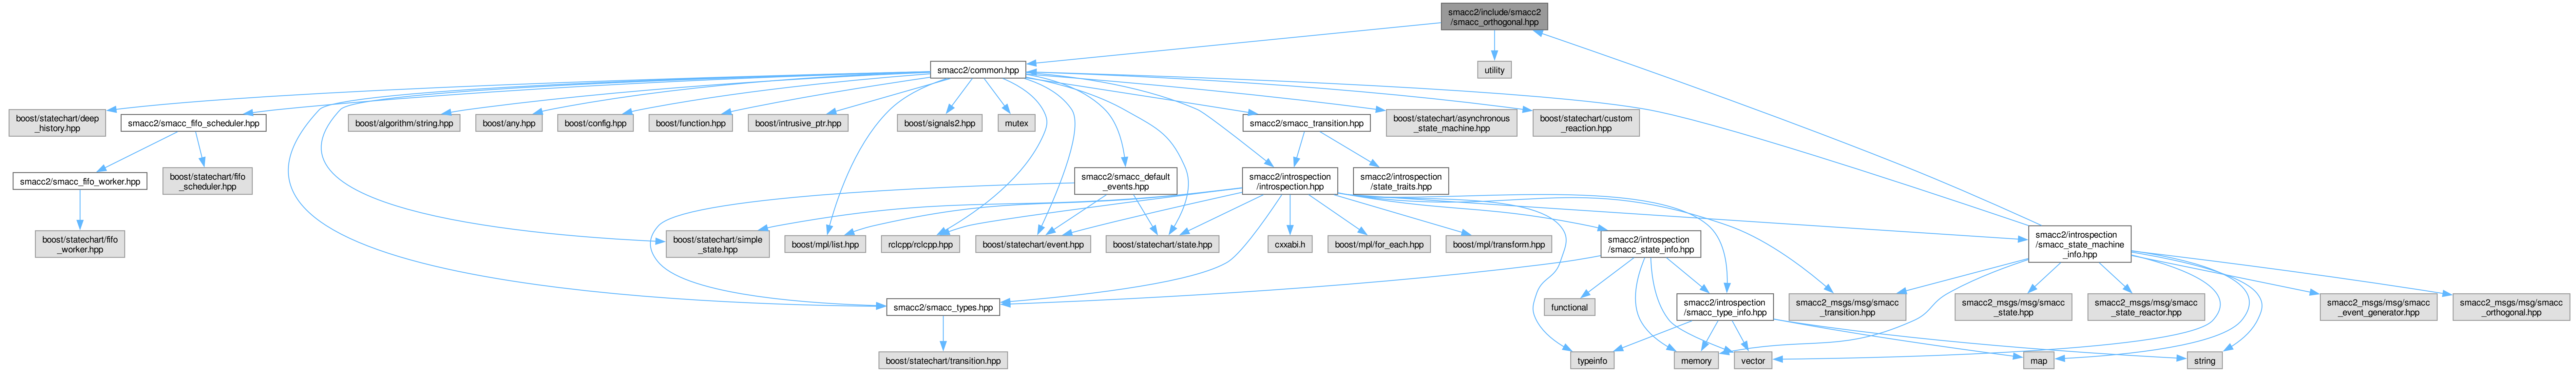 smacc2/include/smacc2
/smacc_orthogonal.hpp
smacc2/common.hpp
utility
boost/statechart/deep
_history.hpp
smacc2/smacc_fifo_scheduler.hpp
boost/algorithm/string.hpp
boost/any.hpp
boost/config.hpp
boost/function.hpp
boost/intrusive_ptr.hpp
boost/signals2.hpp
mutex
smacc2/smacc_transition.hpp
boost/statechart/asynchronous
_state_machine.hpp
boost/statechart/custom
_reaction.hpp
smacc2/smacc_fifo_worker.hpp
boost/statechart/fifo
_scheduler.hpp
smacc2/smacc_default
_events.hpp
smacc2/introspection
/introspection.hpp
smacc2/introspection
/state_traits.hpp
boost/statechart/fifo
_worker.hpp
boost/statechart/simple
_state.hpp
boost/mpl/list.hpp
rclcpp/rclcpp.hpp
boost/statechart/event.hpp
boost/statechart/state.hpp
cxxabi.h
boost/mpl/for_each.hpp
boost/mpl/transform.hpp
smacc2/introspection
/smacc_state_info.hpp
smacc2/introspection
/smacc_state_machine
_info.hpp
smacc2/smacc_types.hpp
functional
smacc2/introspection
/smacc_type_info.hpp
smacc2_msgs/msg/smacc
_transition.hpp
smacc2_msgs/msg/smacc
_state.hpp
smacc2_msgs/msg/smacc
_state_reactor.hpp
smacc2_msgs/msg/smacc
_event_generator.hpp
smacc2_msgs/msg/smacc
_orthogonal.hpp
boost/statechart/transition.hpp
typeinfo
memory
vector
map
string